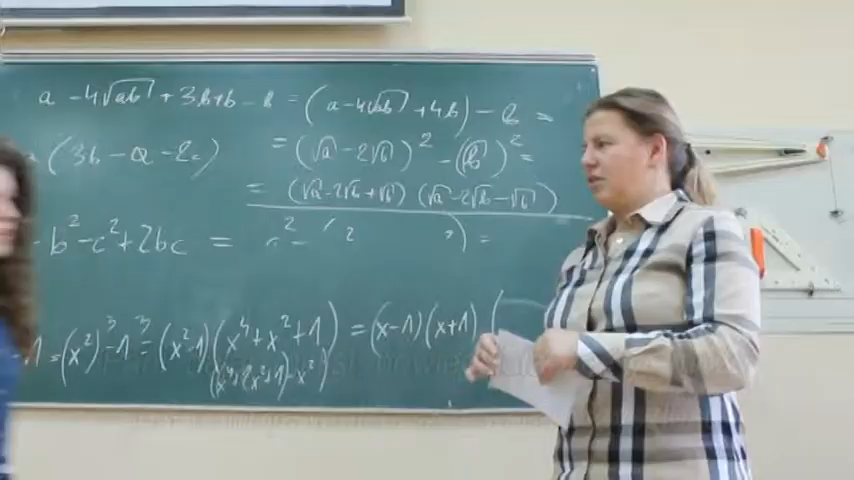 a - 4√ab + 3b + b - b = (a - 4√ab + 4b) - b =
(3b - a - 2c) = (√a - 2√b)² - (√b)² =
= (√a - 2√b + √b) (√a - 2√b - √b)
- b² - c² + 2bc =
1 = (x²)³ - 1³ = (x² - 1)(x⁴ + x² + 1) = (x - 1)(x + 1) (
(x⁴ + 2x² + 1) - x²)